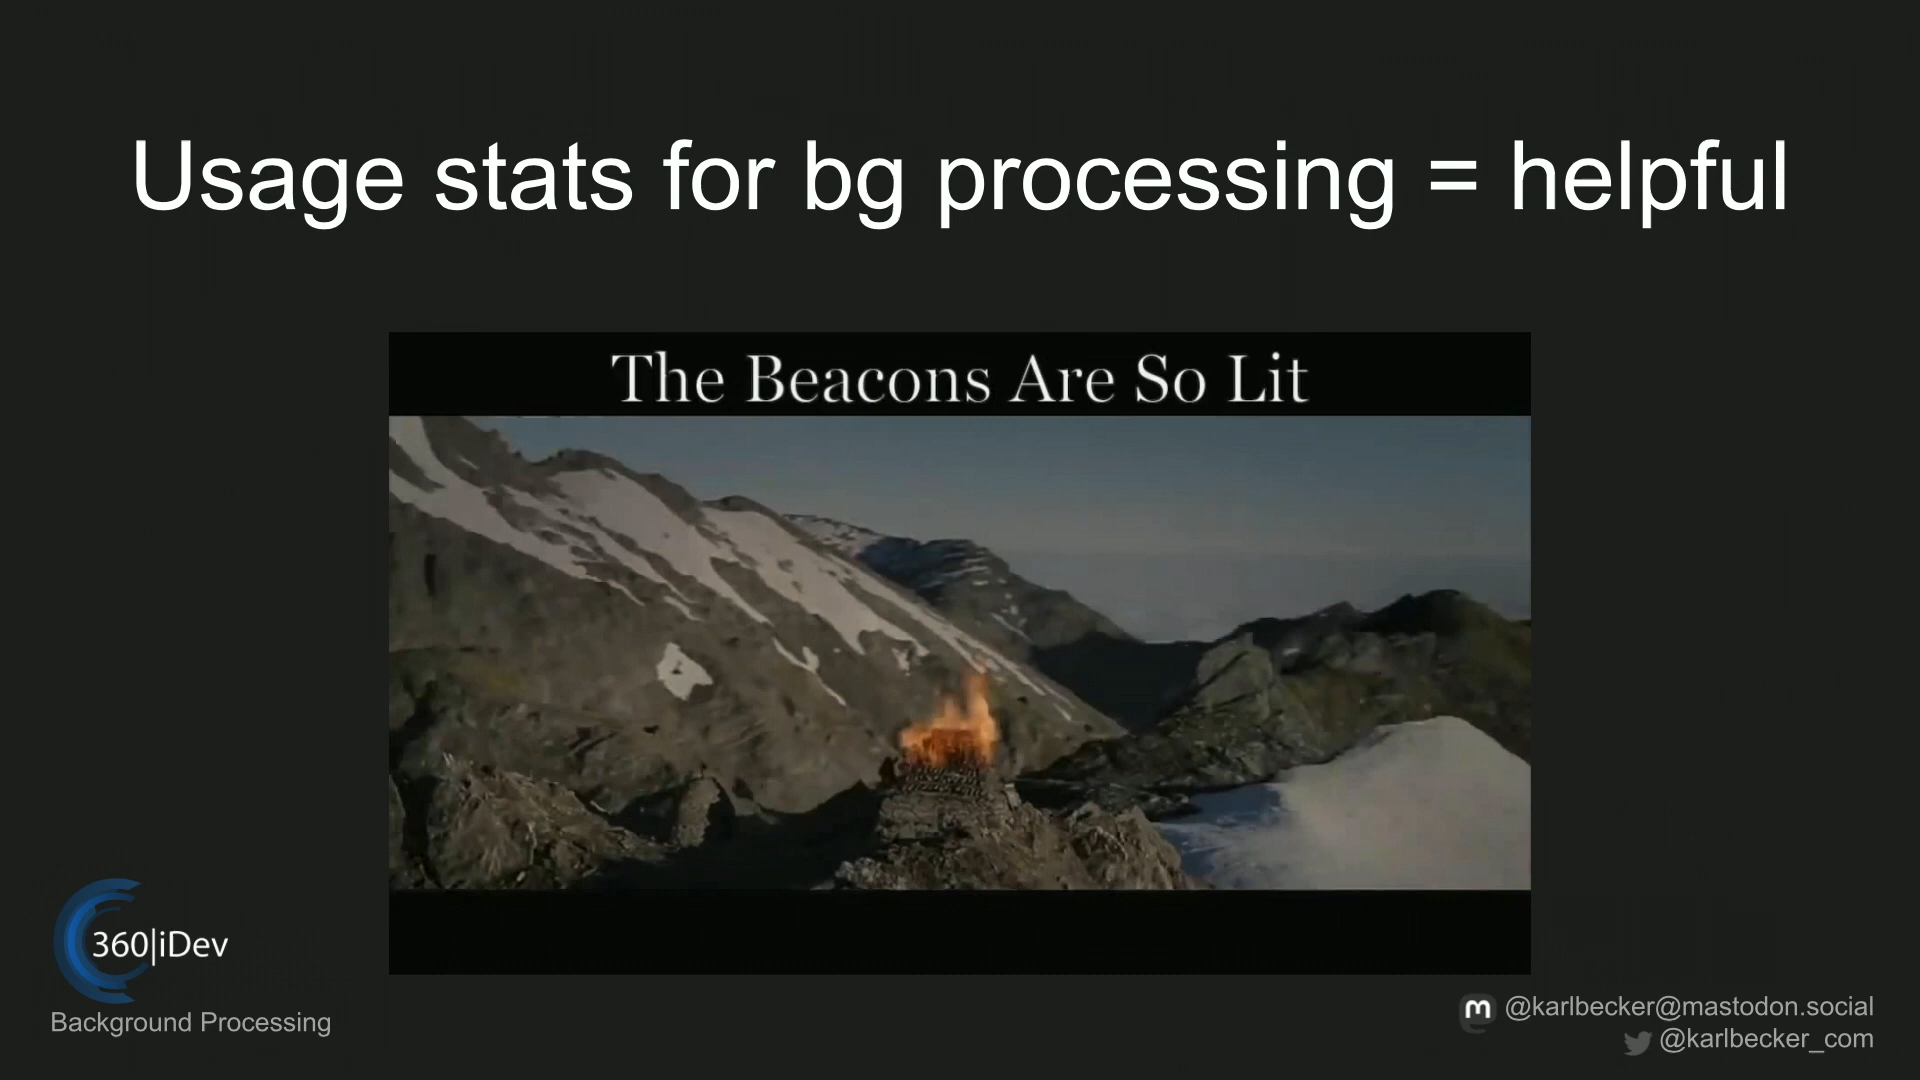 Usage stats for bg processing = helpful
The Beacons Are So Lit
360|iDev
Background Processing
@karlbecker@mastodon.social
@karlbecker_com